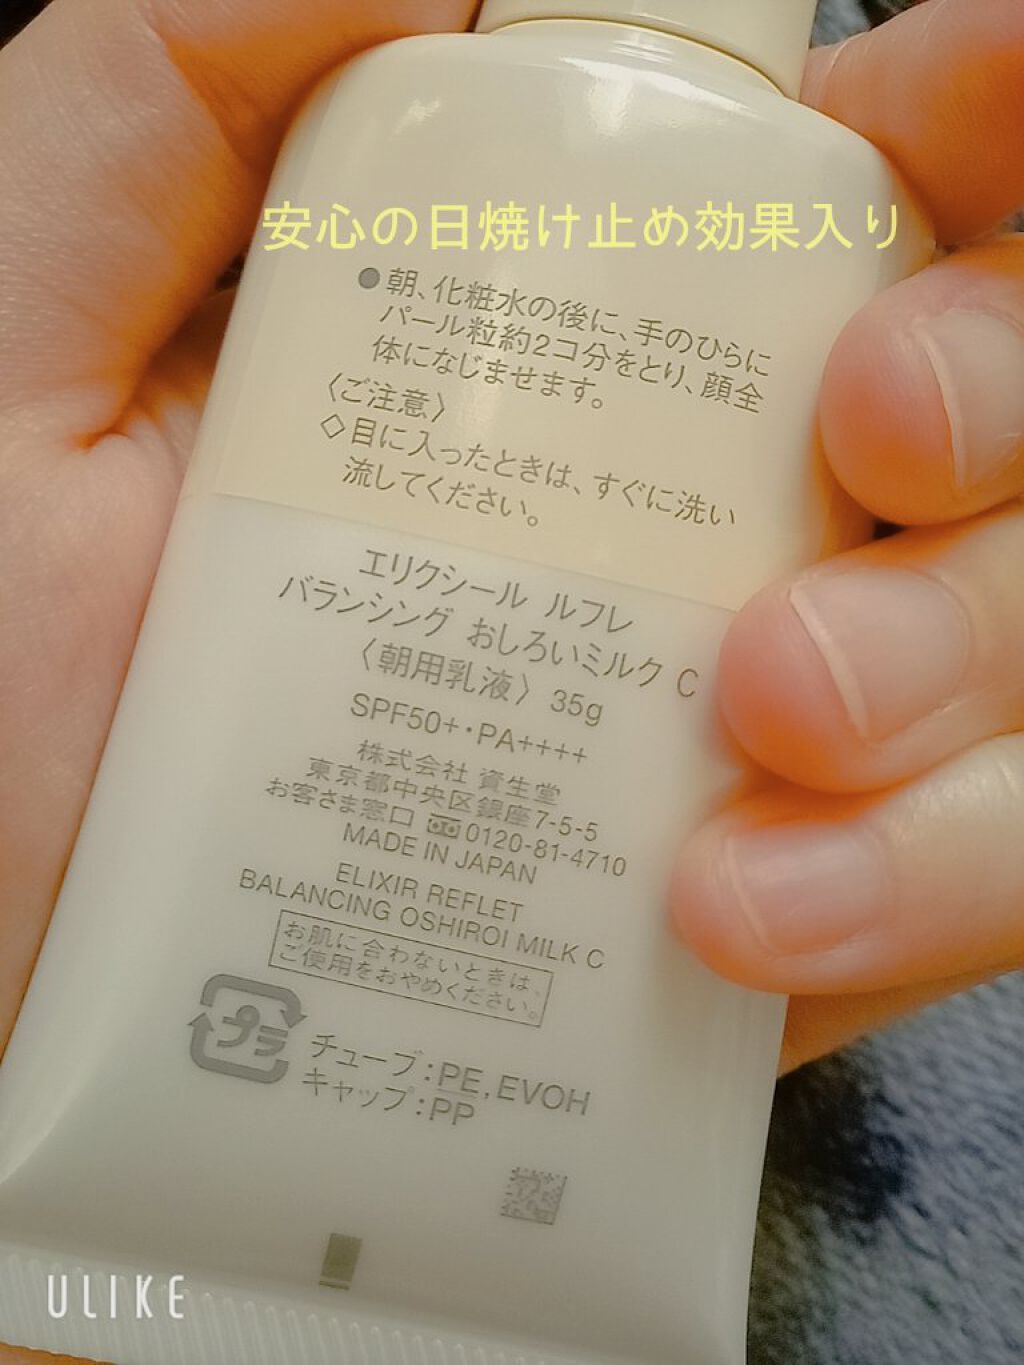 安心の日焼け止め効果入り
●朝、化粧水の後に、手のひらに
パール粒約2コ分をとり、顔全
体になじませます。
〈ご注意〉
◇目に入ったときは、すぐに洗い
流してください。
エリクシール ルフレ
バランシング おしろいミルク C
〈朝用乳液〉 35g
SPF50+・PA++++
株式会社 資生堂
東京都中央区銀座7-5-5
お客さま窓口 0120-81-4710
MADE IN JAPAN
ELIXIR REFLET
BALANCING OSHIROI MILK C
お肌に合わないときは、
ご使用をおやめください。
プラ
チューブ:PE,EVOH
キャップ:PP
ULIKE